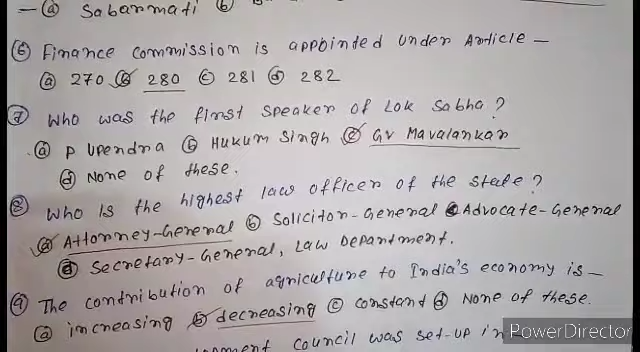 — ⓐ Sabarmati ⓑ
⑥ Finance commission is appointed under Article —
ⓐ 270 ⓑ 280 ⓒ 281 ⓓ 282
⑦ Who was the first speaker of Lok Sabha?
ⓐ P Upendra ⓑ Hukum Singh ⓒ GV Mavalankar
ⓓ None of these.
⑧ Who is the highest law officer of the state?
ⓐ Attorney-General ⓑ Solicitor-General ⓒ Advocate-General
ⓓ Secretary-General, Law Department.
⑨ The contribution of agriculture to India's economy is —
ⓐ increasing ⓑ decreasing ⓒ constant ⓓ None of these.
council was set-up in
PowerDirector